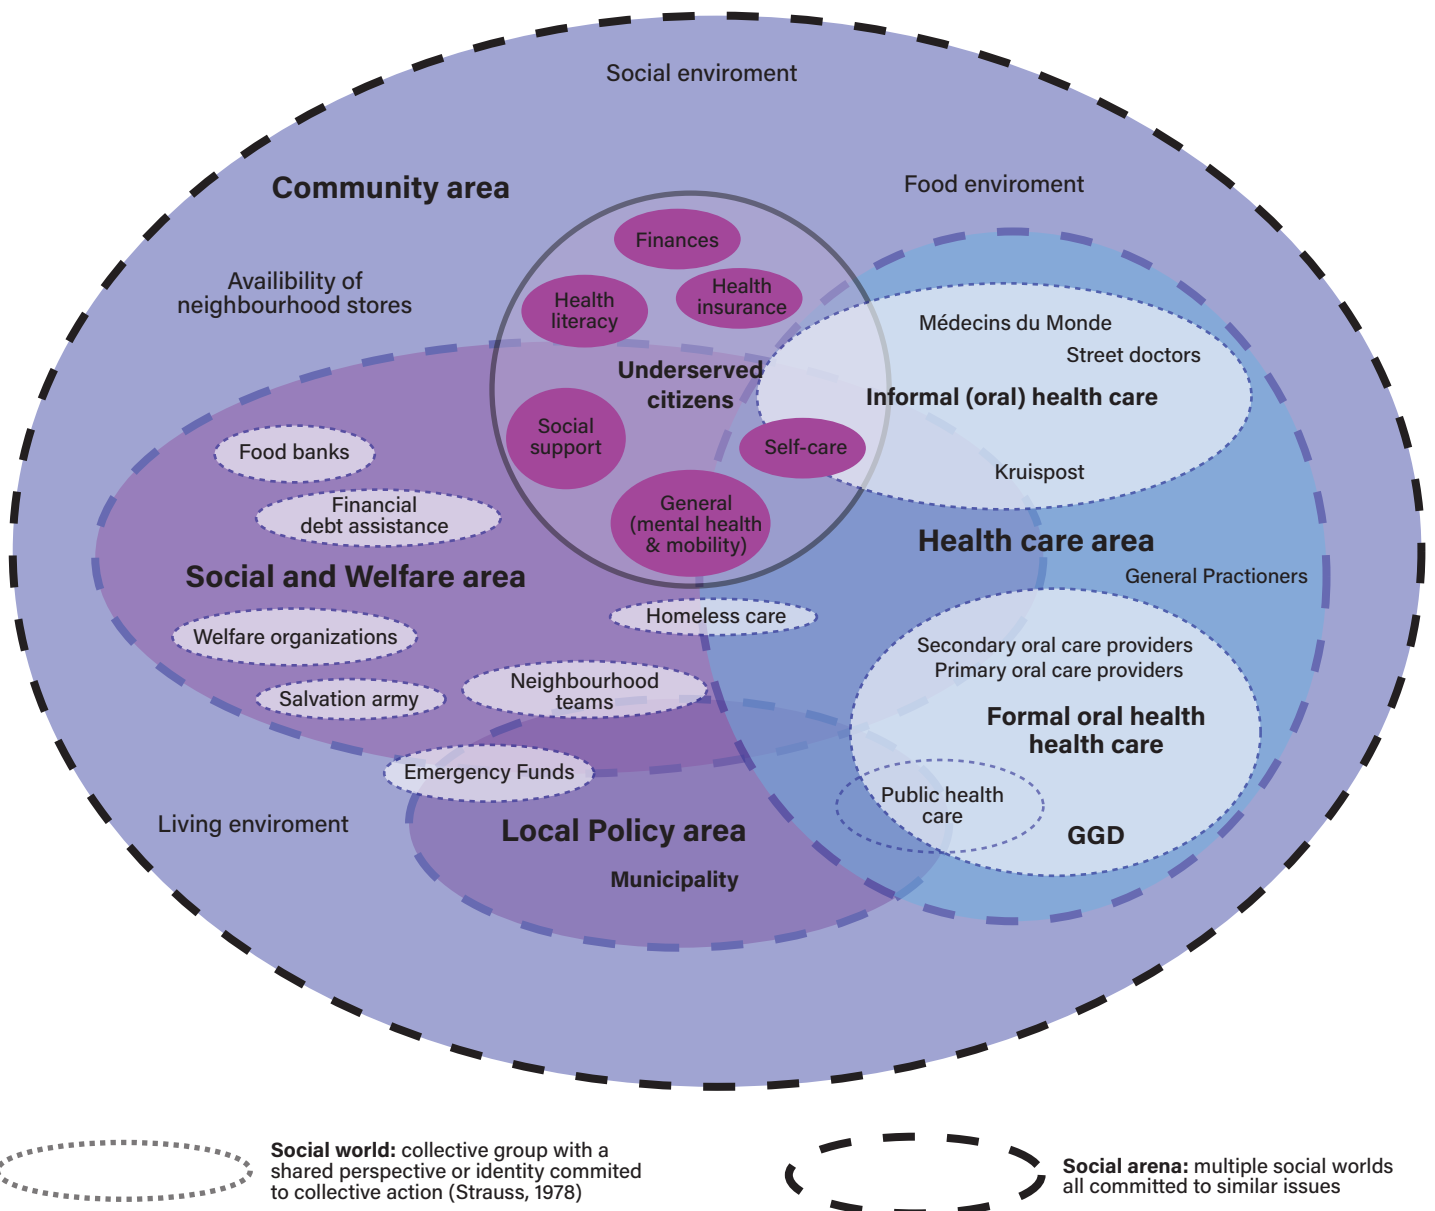 Social enviroment
Community area
Food enviroment
Availibility of
neighbourhood stores
Finances
Health
insurance
Health
literacy
Underserved
citizens
Social
support
Self-care
General
(mental health
& mobility)
Médecins du Monde
Street doctors
Informal (oral) health care
Kruispost
Health care area
General Practioners
Food banks
Financial
debt assistance
Social and Welfare area
Welfare organizations
Homeless care
Salvation army
Neighbourhood
teams
Emergency Funds
Secondary oral care providers
Primary oral care providers
Formal oral health
health care
Public health
care
GGD
Living enviroment
Local Policy area
Municipality
Social world: collective group with a
shared perspective or identity commited
to collective action (Strauss, 1978)
Social arena: multiple social worlds
all committed to similar issues